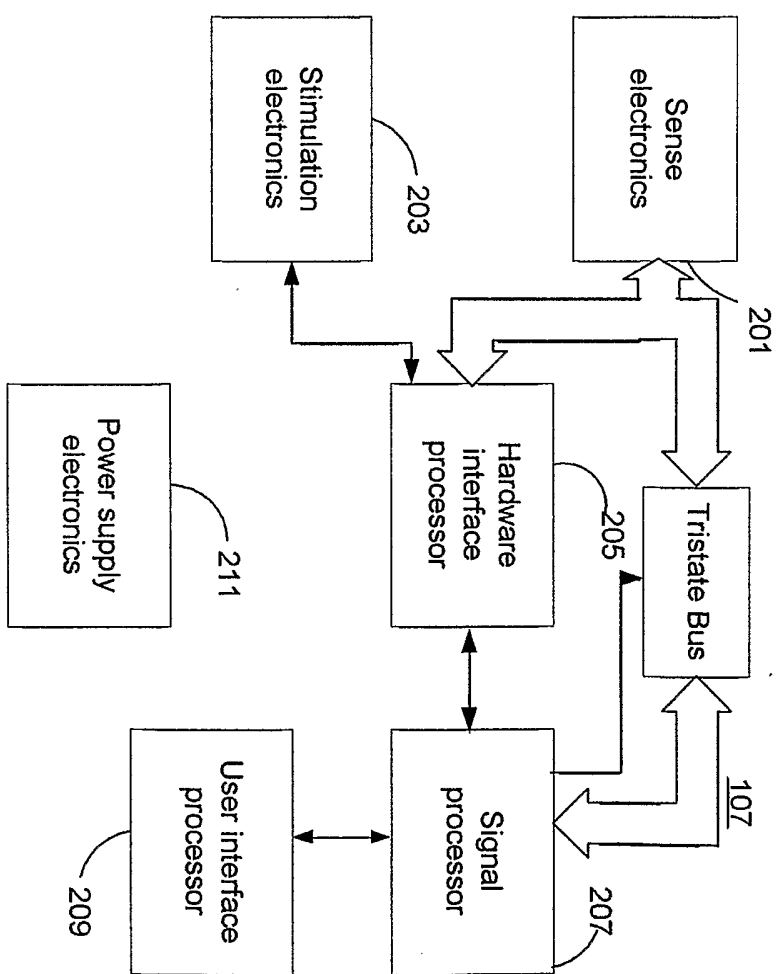 Sense
electronics
201
Tristate Bus
107
Hardware
interface
processor
205
Signal
processor
207
Stimulation
electronics
203
User interface
processor
209
Power supply
electronics
211